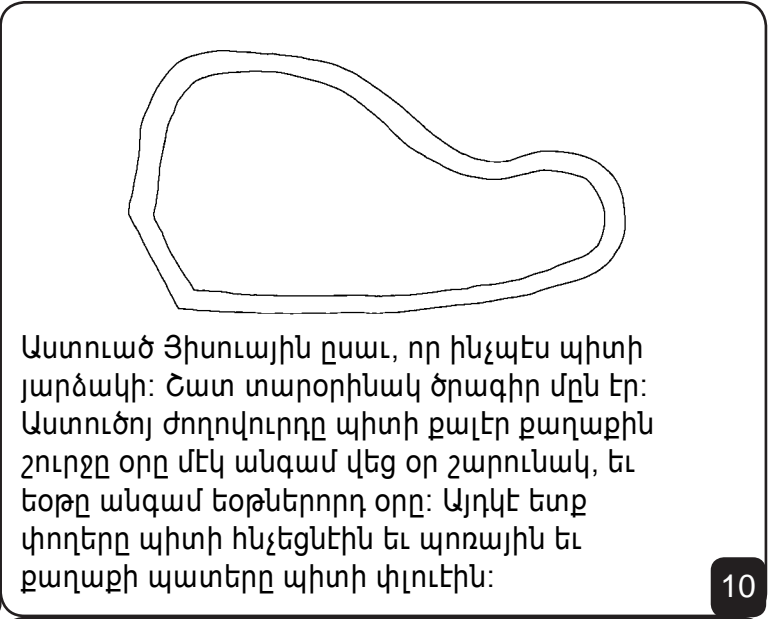 Աստուած Յիսուային ըսաւ, որ ինչպէս պիտի
յարձակի։ Շատ տարօրինակ ծրագիր մըն էր։
Աստուծոյ ժողովուրդը պիտի քալէր քաղաքին
շուրջը օրը մէկ անգամ վեց օր շարունակ, եւ
եօթը անգամ եօթներորդ օրը։ Այդկէ ետք
փողերը պիտի հնչեցնէին եւ պոռային եւ
քաղաքի պատերը պիտի փլուէին։
10